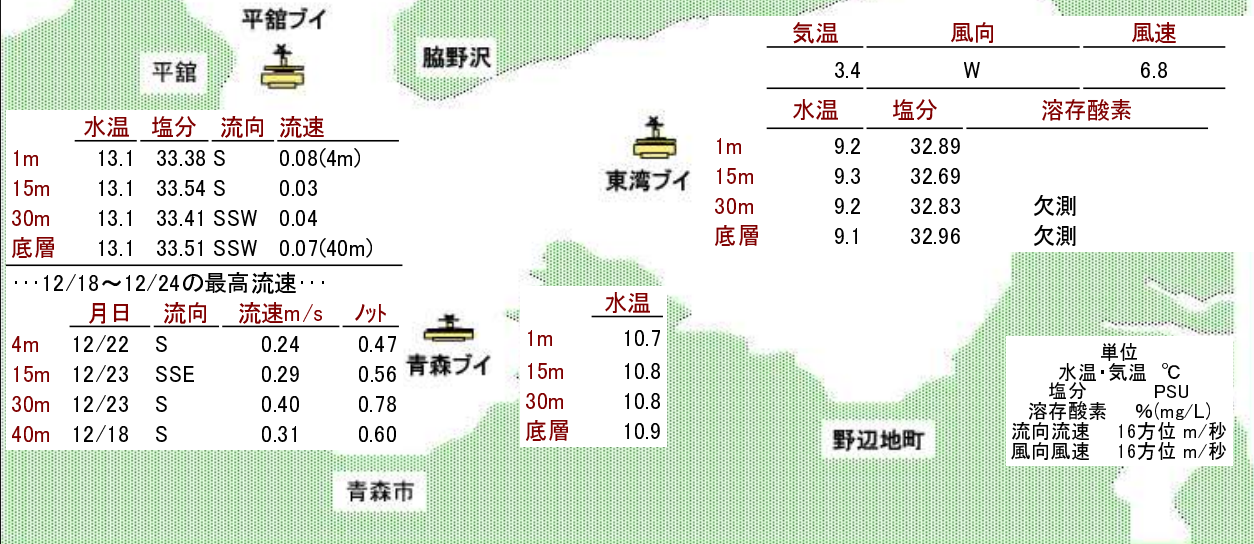 平舘ブイ
平舘
脇野沢
水温 塩分 流向 流速
1m 13.1 33.38 S 0.08(4m)
15m 13.1 33.54 S 0.03
30m 13.1 33.41 SSW 0.04
底層 13.1 33.51 SSW 0.07(40m)
･･･12/18～12/24の最高流速･･･
月日 流向 流速m/s ﾉｯﾄ
4m 12/22 S 0.24 0.47
15m 12/23 SSE 0.29 0.56
30m 12/23 S 0.40 0.78
40m 12/18 S 0.31 0.60
青森ブイ
水温
1m 10.7
15m 10.8
30m 10.8
底層 10.9
青森市
東湾ブイ
気温 風向 風速
3.4 W 6.8
水温 塩分 溶存酸素
1m 9.2 32.89
15m 9.3 32.69
30m 9.2 32.83 欠測
底層 9.1 32.96 欠測
野辺地町
単位
水温･気温 ℃
塩分 PSU
溶存酸素 %(mg/L)
流向流速 16方位 m/秒
風向風速 16方位 m/秒